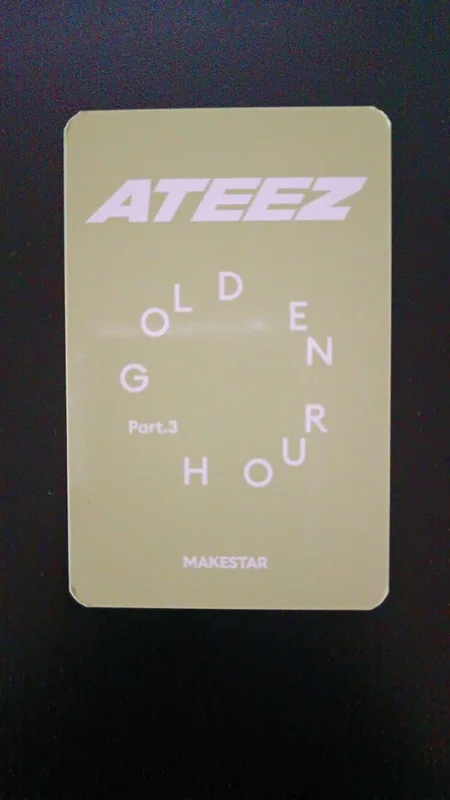 ATEEZ
GOLDEN
HOUR
Part.3
MAKESTAR